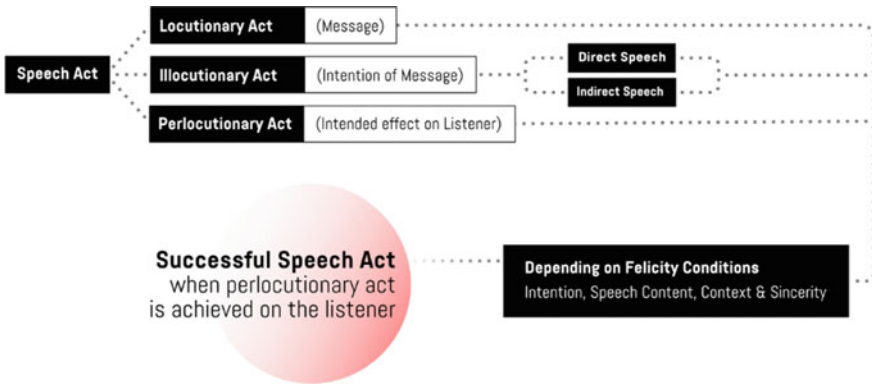 Locutionary Act (Message)
Speech Act Illocutionary Act (Intention of Message) Direct Speech
Indirect Speech
Perlocutionary Act (Intended effect on Listener)
Successful Speech Act
when perlocutionary act
is achieved on the listener
Depending on Felicity Conditions
Intention, Speech Content, Context & Sincerity